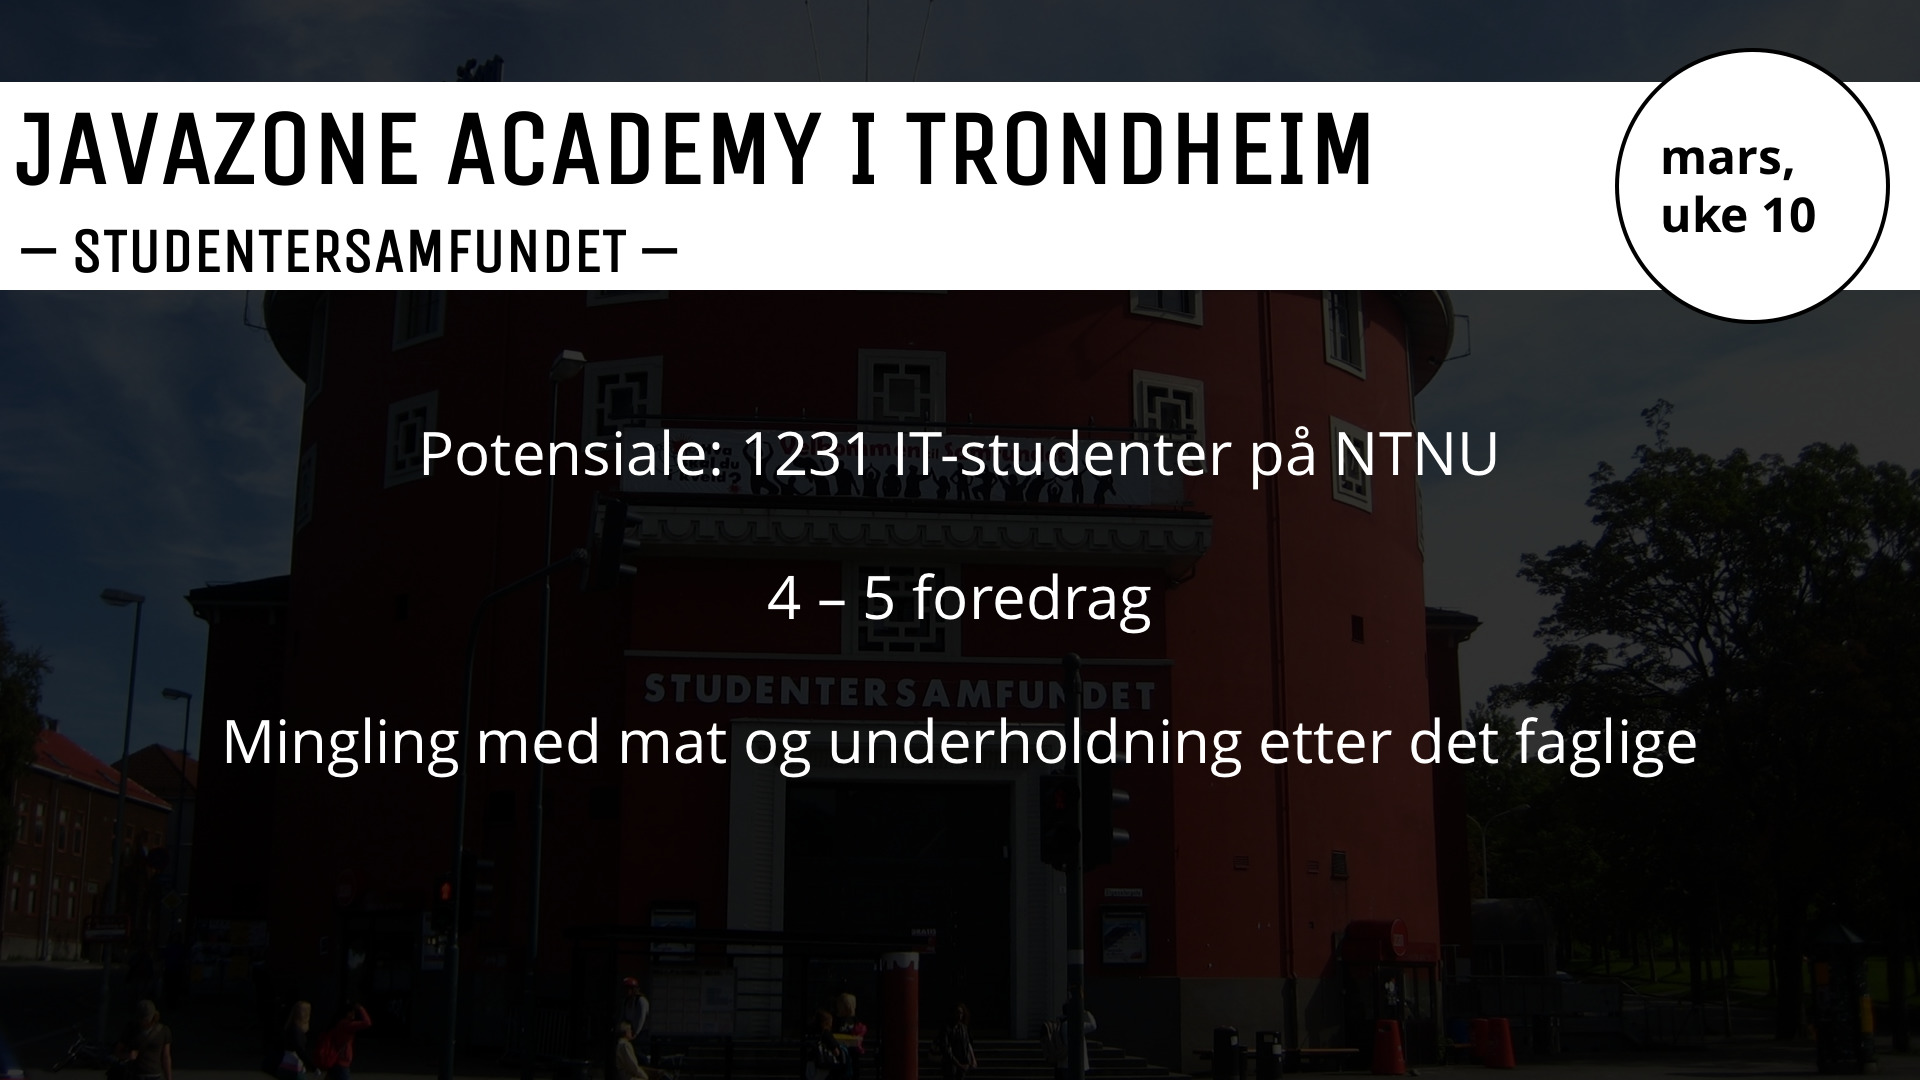 JAVAZONE ACADEMY I TRONDHEIM
– STUDENTERSAMFUNDET –
mars,
uke 10
Potensiale: 1231 IT-studenter på NTNU
4 – 5 foredrag
STUDENTERSAMFUNDET
Mingling med mat og underholdning etter det faglige